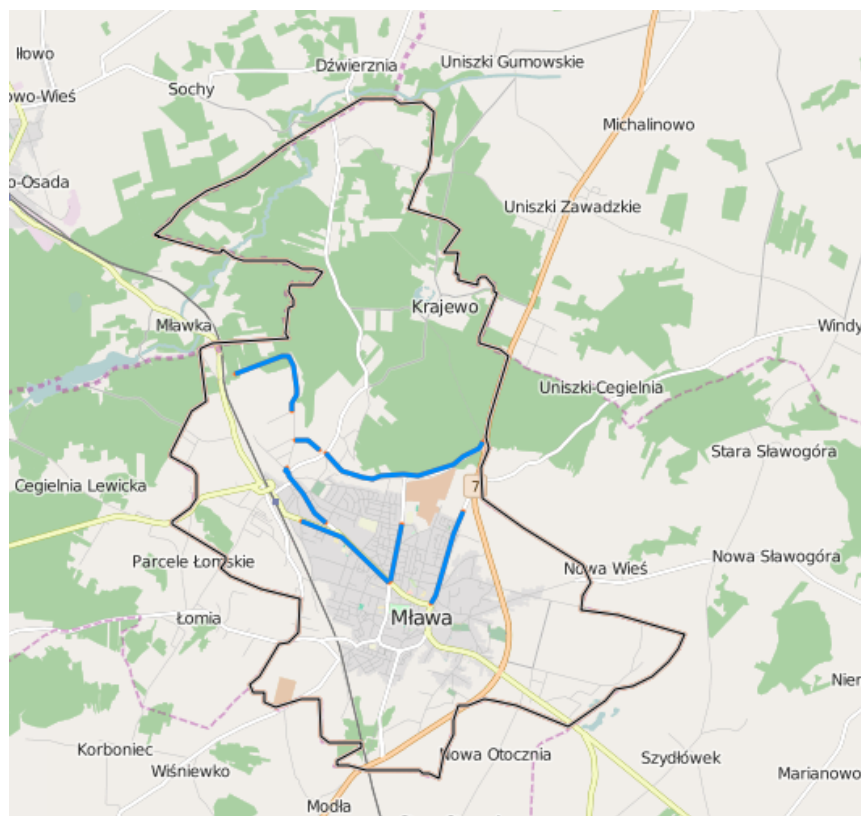 Iłowo
Dźwierznia
Uniszki Gumowskie
Sochy
owo-Wieś
Michalinowo
o-Osada
Uniszki Zawadzkie
Krajewo
Mławka
Windy
Uniszki-Cegielnia
Stara Sławogóra
Cegielnia Lewicka
7
Nowa Sławogóra
Parcele Łomskie
Nowa Wieś
Łomia
Mława
Nier
Korboniec
Nowa Otocznia
Szydłówek
Wiśniewko
Marianowo
Modła